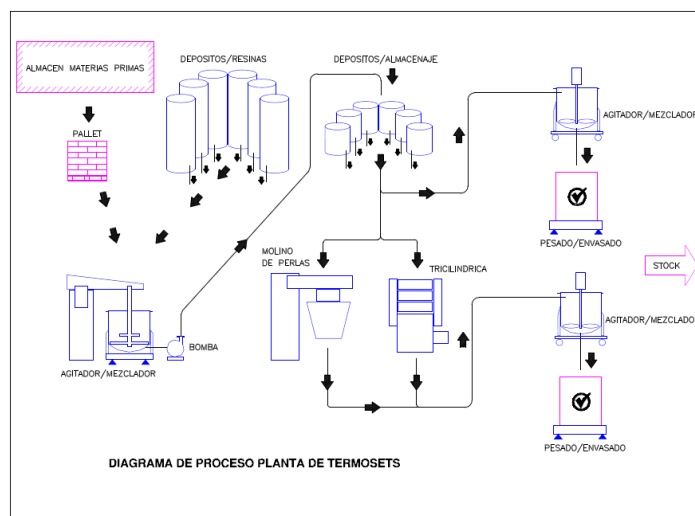 ALMACEN MATERIAS PRIMAS
DEPOSITOS/RESINAS
DEPOSITOS/ALMACENAJE
AGITADOR/MEZCLADOR
PALLET
PESADO/ENVASADO
MOLINO
DE PERLAS
TRICILINDRICA
STOCK
AGITADOR/MEZCLADO
BOMBA
AGITADOR/MEZCLADOR
PESADO/ENVASADO
DIAGRAMA DE PROCESO PLANTA DE TERMOSETS